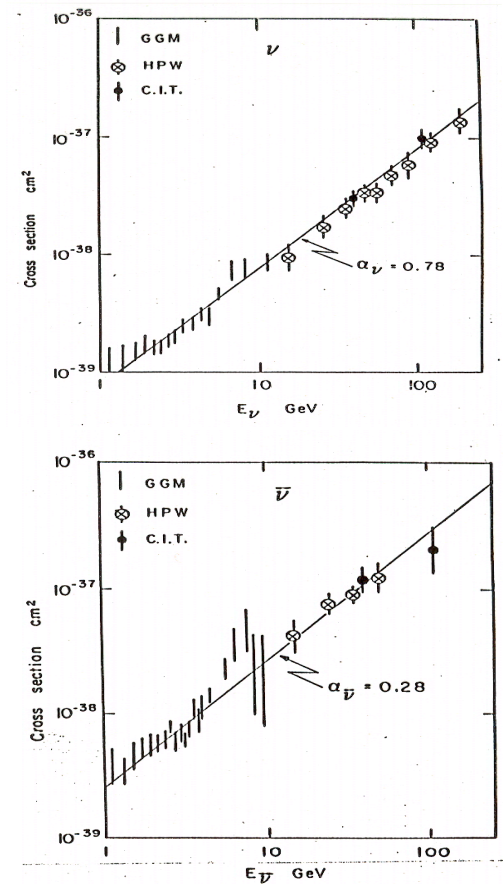 10⁻³⁶
GGM
ν
HPW
C.I.T.
10⁻³⁷
Cross section cm²
10⁻³⁸
α_ν = 0.78
10⁻³⁹
1 10 100
E_ν GeV
10⁻³⁶
GGM
ν̅
HPW
C.I.T.
10⁻³⁷
Cross section cm²
α_ν̅ = 0.28
10⁻³⁸
10⁻³⁹
1 10 100
E_ν̅ GeV